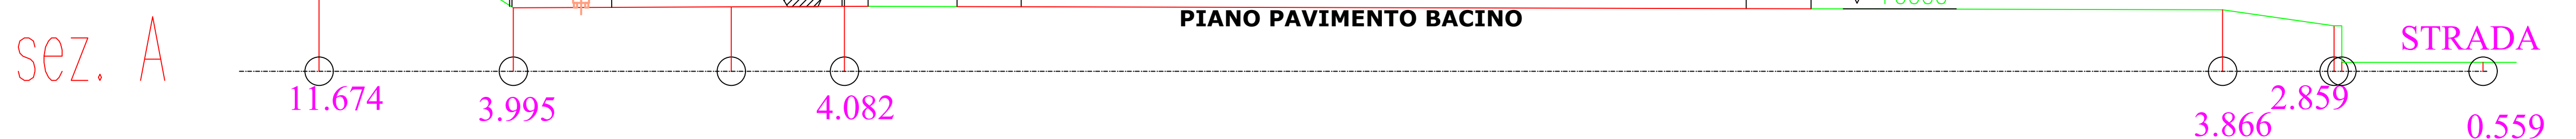 PIANO PAVIMENTO BACINO
STRADA
sez. A
11.674
3.995
4.082
3.866
2.859
0.559